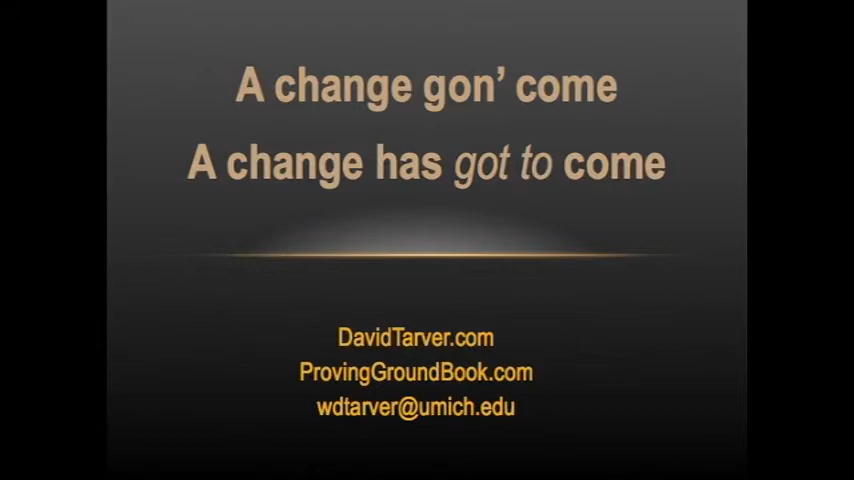 A change gon’ come
A change has got to come
DavidTarver.com
ProvingGroundBook.com
wdtarver@umich.edu